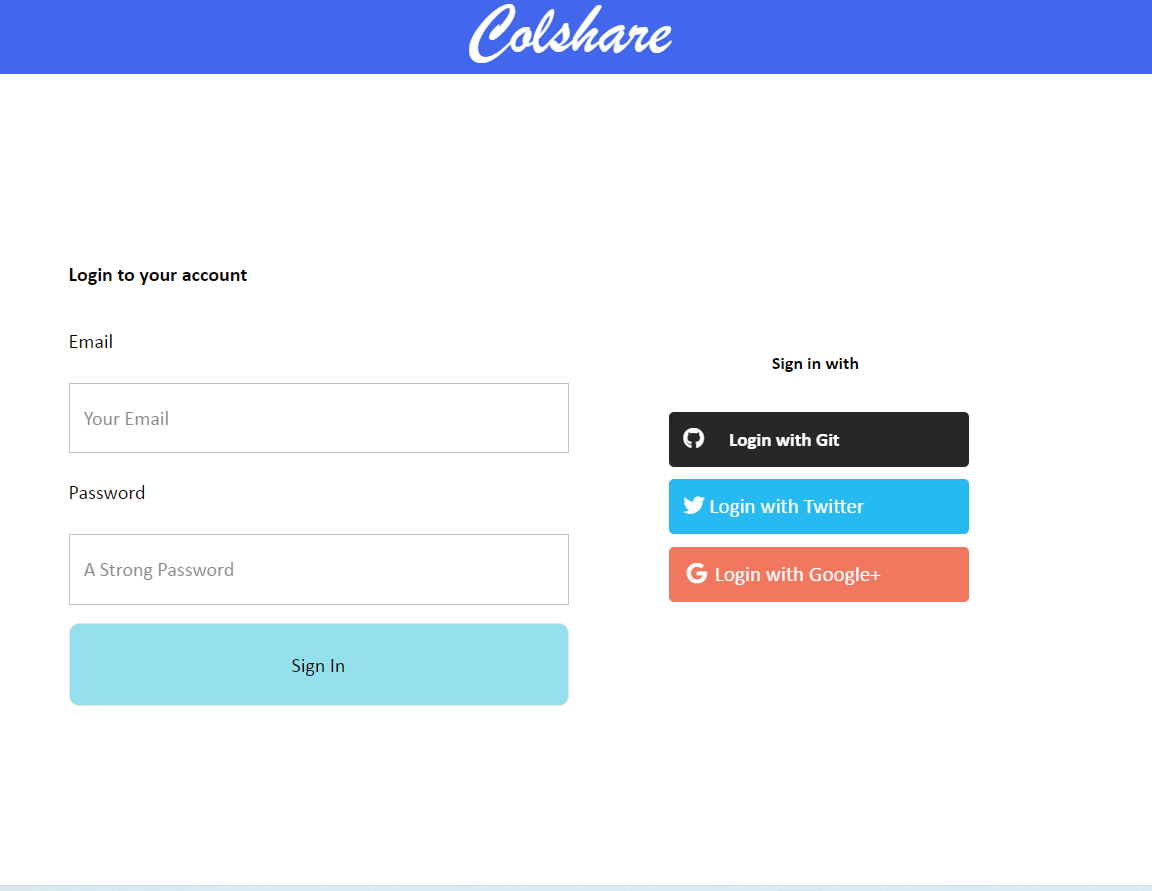 Colshare
Login to your account
Email
Your Email
Password
A Strong Password
Sign In
Sign in with
Login with Git
Login with Twitter
Login with Google+